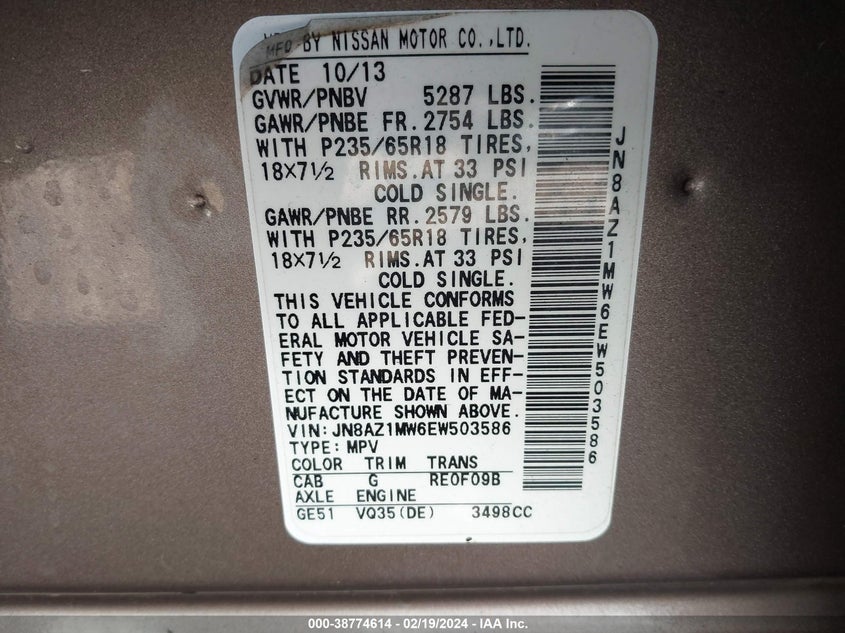 MFD BY NISSAN MOTOR CO.,LTD.
DATE 10/13
GVWR/PNBV 5287 LBS.
GAWR/PNBE FR. 2754 LBS.
WITH P235/65R18 TIRES,
18X7½ RIMS.AT 33 PSI
COLD SINGLE.
GAWR/PNBE RR. 2579 LBS.
WITH P235/65R18 TIRES,
18X7½ RIMS.AT 33 PSI
COLD SINGLE.
THIS VEHICLE CONFORMS
TO ALL APPLICABLE FED-
ERAL MOTOR VEHICLE SA-
FETY AND THEFT PREVEN-
TION STANDARDS IN EFF-
ECT ON THE DATE OF MA-
NUFACTURE SHOWN ABOVE.
VIN: JN8AZ1MW6EW503586
TYPE: MPV
COLOR TRIM TRANS
CAB G RE0F09B
AXLE ENGINE
GE51 VQ35(DE) 3498CC
JN8AZ1MW6EW503586
000-38774614 - 02/19/2024 - IAA Inc.